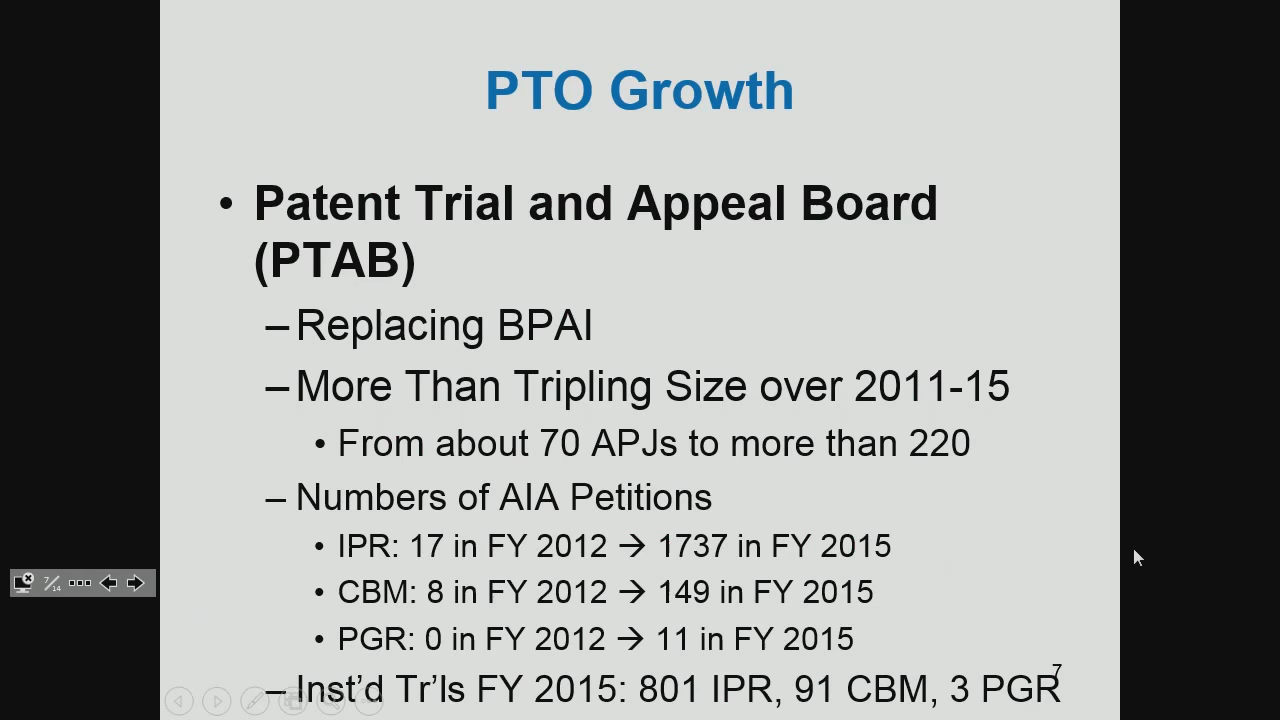 PTO Growth
• Patent Trial and Appeal Board
(PTAB)
– Replacing BPAI
– More Than Tripling Size over 2011-15
• From about 70 APJs to more than 220
– Numbers of AIA Petitions
• IPR: 17 in FY 2012 → 1737 in FY 2015
• CBM: 8 in FY 2012 → 149 in FY 2015
7/14
• PGR: 0 in FY 2012 → 11 in FY 2015
7
– Inst’d Tr’ls FY 2015: 801 IPR, 91 CBM, 3 PGR